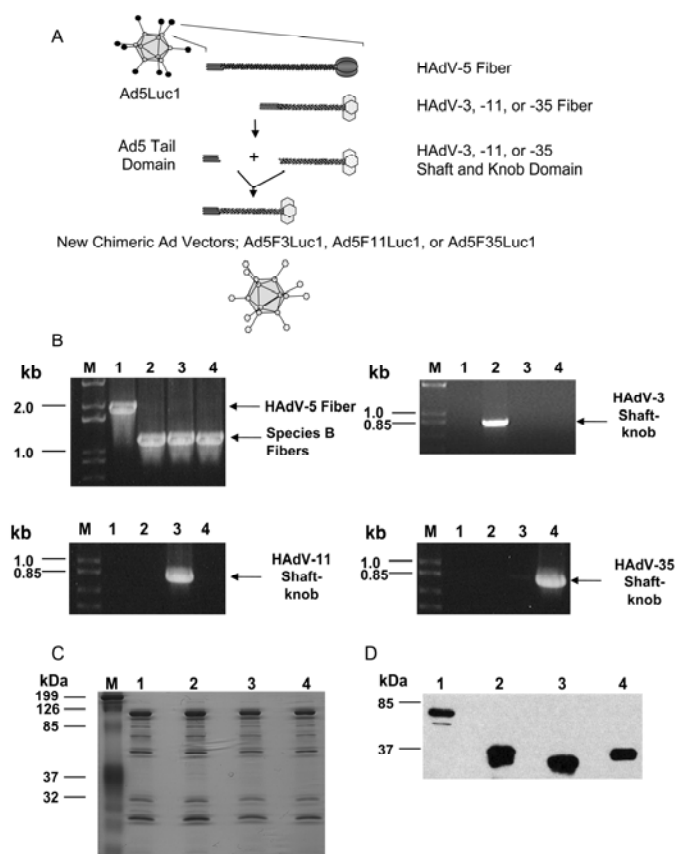 A
Ad5Luc1
HAdV-5 Fiber
HAdV-3, -11, or -35 Fiber
Ad5 Tail
Domain
+
HAdV-3, -11, or -35
Shaft and Knob Domain
New Chimeric Ad Vectors; Ad5F3Luc1, Ad5F11Luc1, or Ad5F35Luc1
B
kb
M 1 2 3 4
2.0
1.0
HAdV-5 Fiber
Species B
Fibers
kb
M 1 2 3 4
1.0
0.85
HAdV-3
Shaft-
knob
kb
M 1 2 3 4
1.0
0.85
HAdV-11
Shaft-
knob
kb
M 1 2 3 4
1.0
0.85
HAdV-35
Shaft-
knob
C
kDa
M 1 2 3 4
199
126
85
37
32
D
kDa
1 2 3 4
85
37